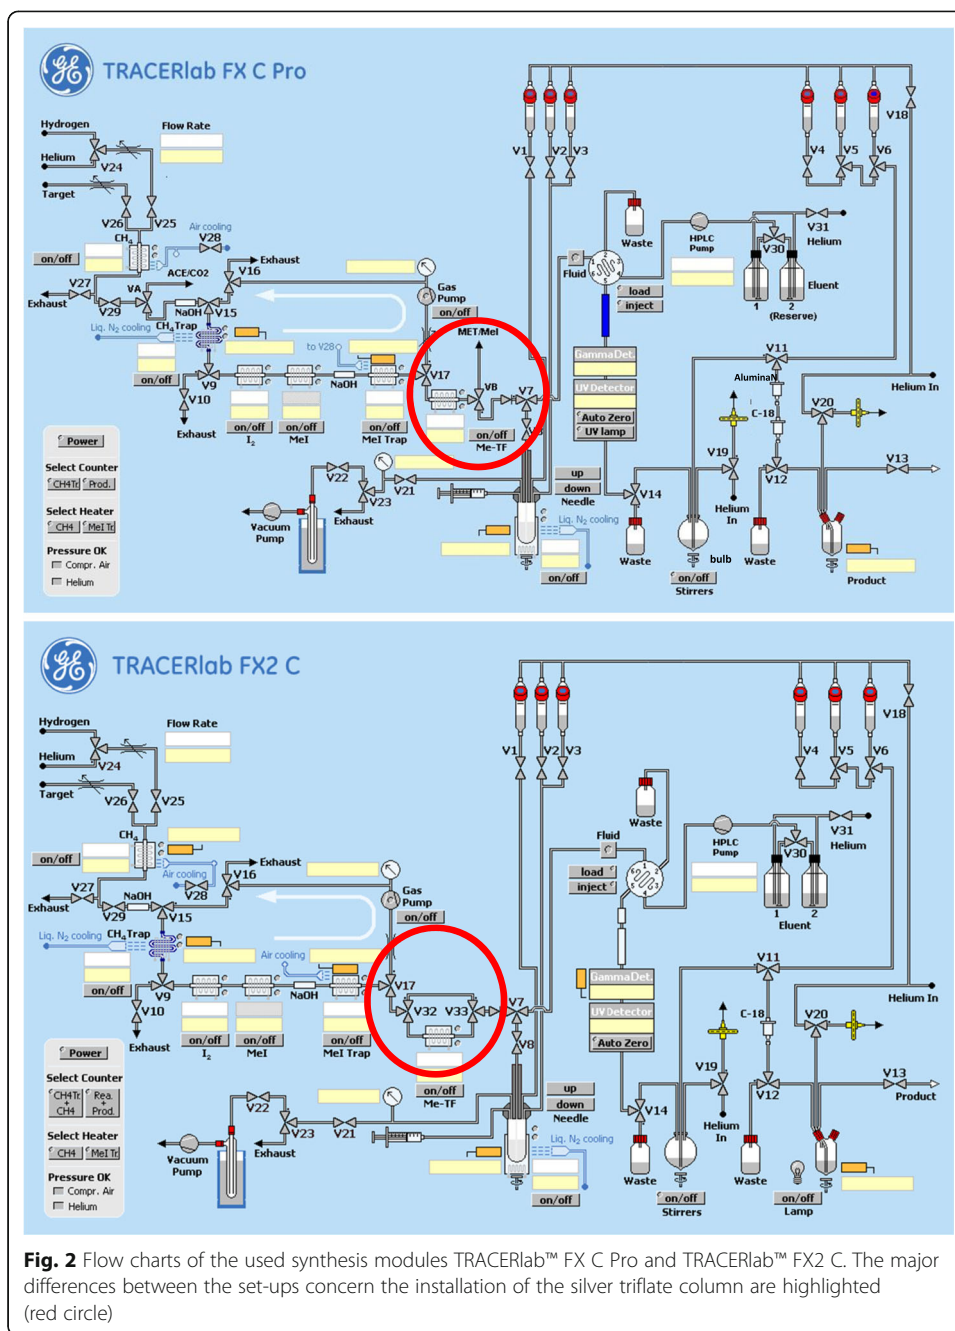 TRACERlab FX C Pro
Hydrogen
Flow Rate
Helium
V24
Target
V26
V25
CH4
Air cooling
V28
on/off
V27
Exhaust
V29
VA
ACE/CO2
V16
Exhaust
NaOH
V15
Liq. N2 cooling
CH4Trap
on/off
V9
V10
Exhaust
on/off
I2
on/off
MeI
NaOH
to V28
on/off
MeI Trap
Gas
Pump
on/off
V17
MET/MeI
VB
V7
on/off
Me-TF
V1
V2
V3
Waste
Fluid
load
inject
GammaDet.
UV Detector
Auto Zero
UV lamp
HPLC
Pump
V30
V31
Helium
Eluent
1
2
(Reserve)
V4
V5
V6
V18
Helium In
V11
AluminaN
C-18
V20
V19
Helium
In
V12
V13
V14
Waste
bulb
on/off
Stirrers
Waste
Product
Power
Select Counter
CH4Tr
Prod.
Select Heater
CH4
MeI Tr
Pressure OK
Compr. Air
Helium
Vacuum
Pump
V22
V23
Exhaust
V21
up
down
Needle
Liq. N2 cooling
on/off
TRACERlab FX2 C
Hydrogen
Flow Rate
Helium
V24
Target
V26
V25
CH4
on/off
Air
cooling
V28
V27
Exhaust
V29
NaOH
V15
V16
Exhaust
Liq. N2 cooling
CH4Trap
on/off
V9
V10
Exhaust
on/off
I2
on/off
MeI
NaOH
Air cooling
on/off
MeI Trap
Gas
Pump
on/off
V17
V32
V33
V7
V8
on/off
Me-TF
V1
V2
V3
Waste
Fluid
load
inject
GammaDet.
UV Detector
Auto Zero
HPLC
Pump
V30
V31
Helium
1
2
Eluent
V4
V5
V6
V18
Helium In
V11
C-18
V20
V19
Helium
In
V12
V13
Product
V14
Waste
on/off
Stirrers
Waste
on/off
Lamp
Power
Select Counter
CH4Tr
+
CH4
Rea.
+
Prod.
Select Heater
CH4
MeI Tr
Pressure OK
Compr. Air
Helium
Vacuum
Pump
V22
V23
Exhaust
V21
up
down
Needle
Liq. N2 cooling
on/off
Fig. 2 Flow charts of the used synthesis modules TRACERlab™ FX C Pro and TRACERlab™ FX2 C. The major
differences between the set-ups concern the installation of the silver triflate column are highlighted
(red circle)